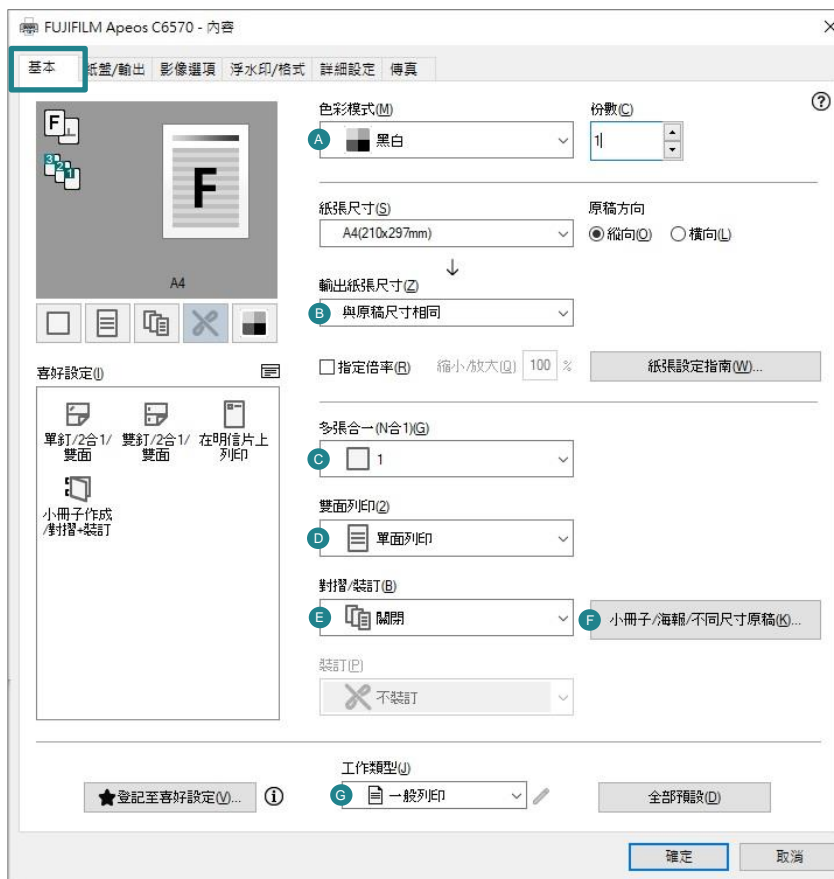 FUJIFILM Apeos C6570 - 內容
基本
紙盤/輸出
影像選項
浮水印/格式
詳細設定
傳真
F
3 2 1
F
A4
喜好設定(I)
單釘/2合1/
雙面
雙釘/2合1/
雙面
在明信片上
列印
小冊子作成
/對摺+裝訂
色彩模式(M)
A 黑白
份數(C)
1
紙張尺寸(S)
A4(210x297mm)
原稿方向
縱向(O)
橫向(L)
輸出紙張尺寸(Z)
B 與原稿尺寸相同
指定倍率(R)
縮小/放大(Q)
100 %
紙張設定指南(W)...
多張合一(N合1)(G)
C 1
雙面列印(2)
D 單面列印
對摺/裝訂(B)
E 關閉
F 小冊子/海報/不同尺寸原稿(K)...
裝訂(P)
不裝訂
工作類型(J)
★登記至喜好設定(V)...
G 一般列印
全部預設(D)
確定
取消